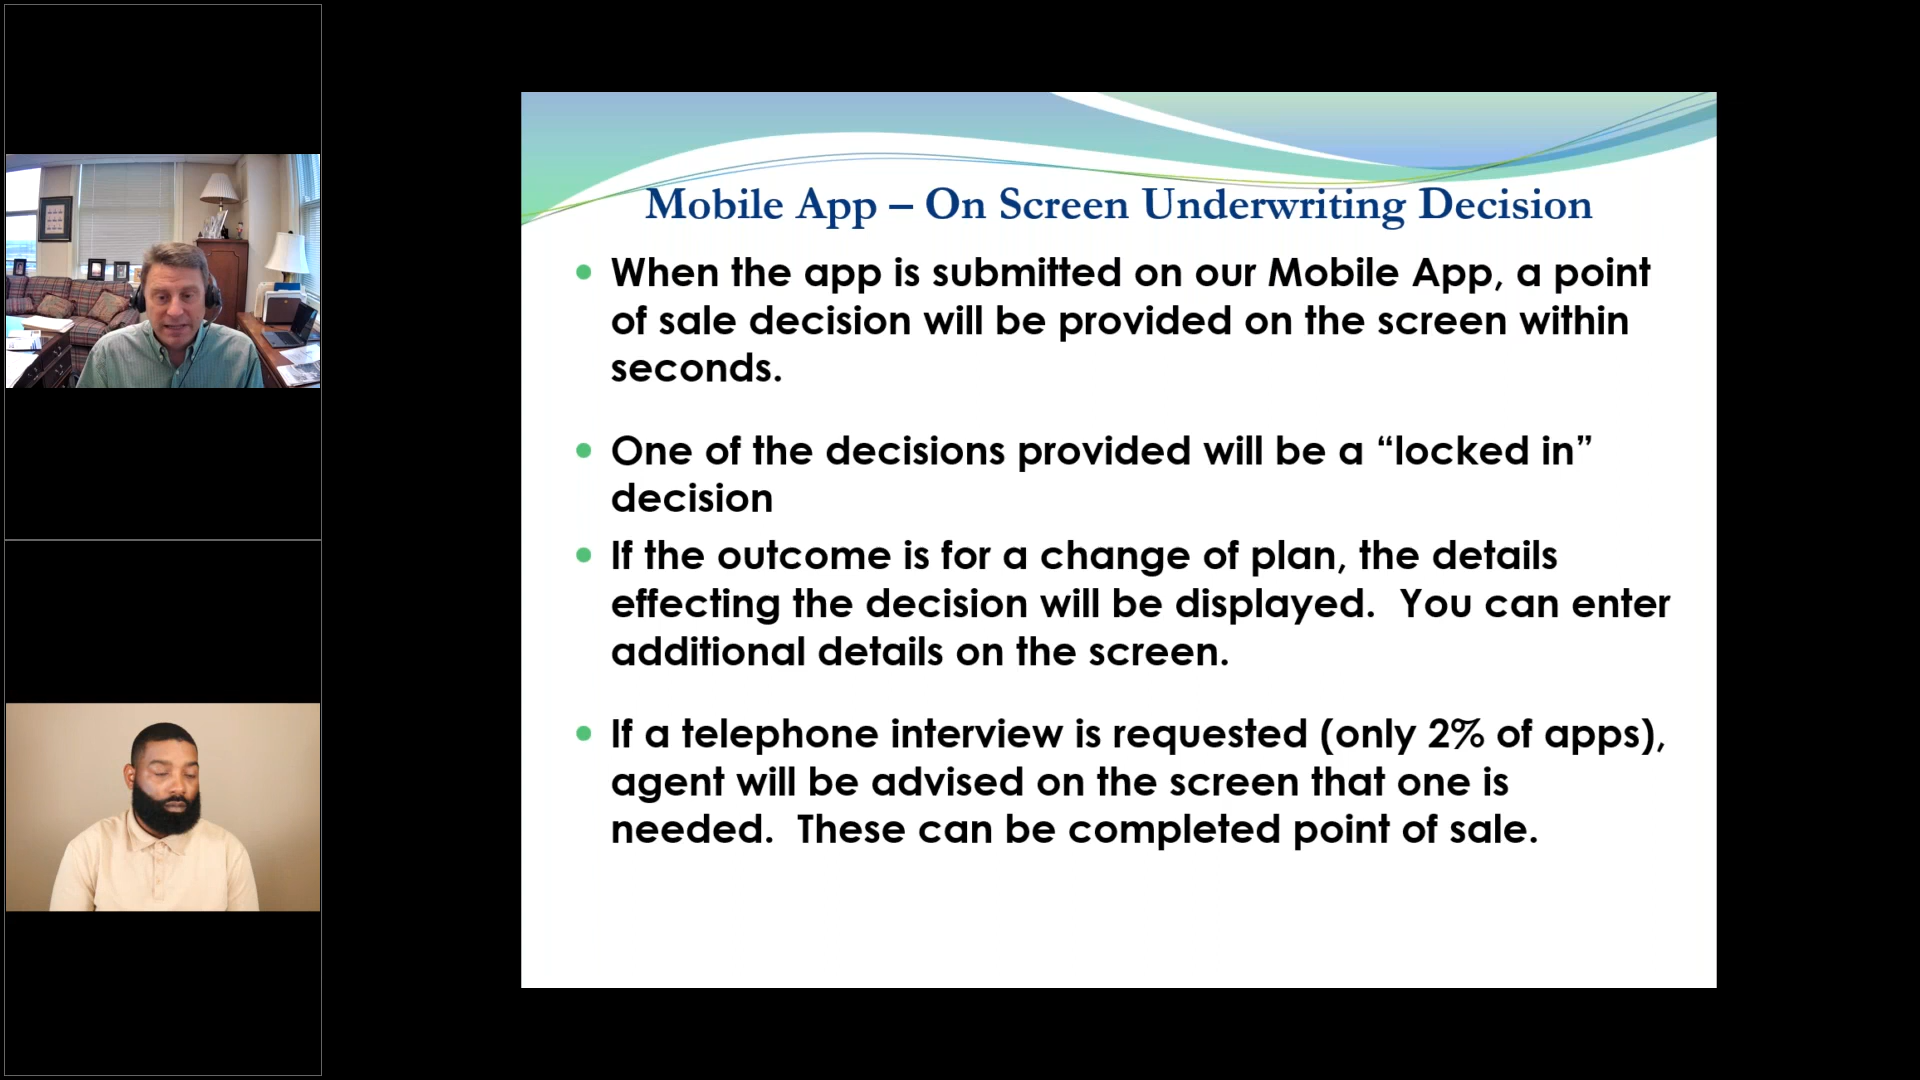 Mobile App – On Screen Underwriting Decision
When the app is submitted on our Mobile App, a point
of sale decision will be provided on the screen within
seconds.
One of the decisions provided will be a “locked in”
decision
If the outcome is for a change of plan, the details
effecting the decision will be displayed.  You can enter
additional details on the screen.
If a telephone interview is requested (only 2% of apps),
agent will be advised on the screen that one is
needed.  These can be completed point of sale.